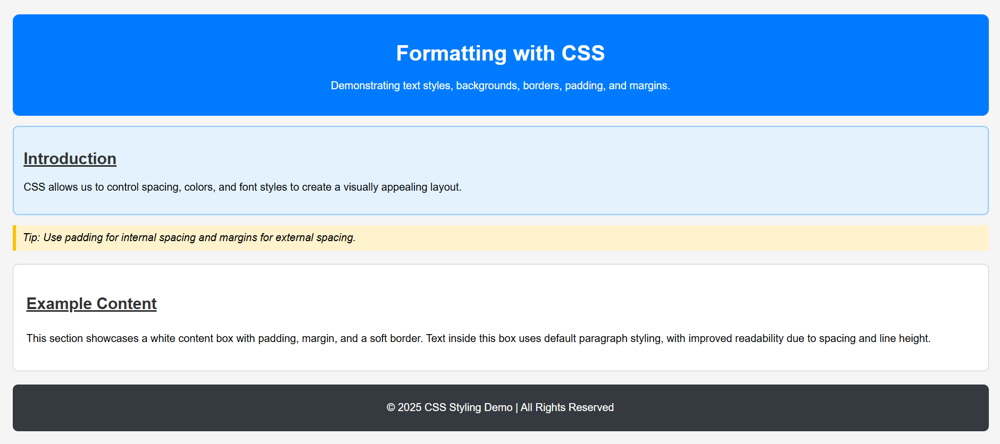 Formatting with CSS
Demonstrating text styles, backgrounds, borders, padding, and margins.
Introduction
CSS allows us to control spacing, colors, and font styles to create a visually appealing layout.
Tip: Use padding for internal spacing and margins for external spacing.
Example Content
This section showcases a white content box with padding, margin, and a soft border. Text inside this box uses default paragraph styling, with improved readability due to spacing and line height.
© 2025 CSS Styling Demo | All Rights Reserved